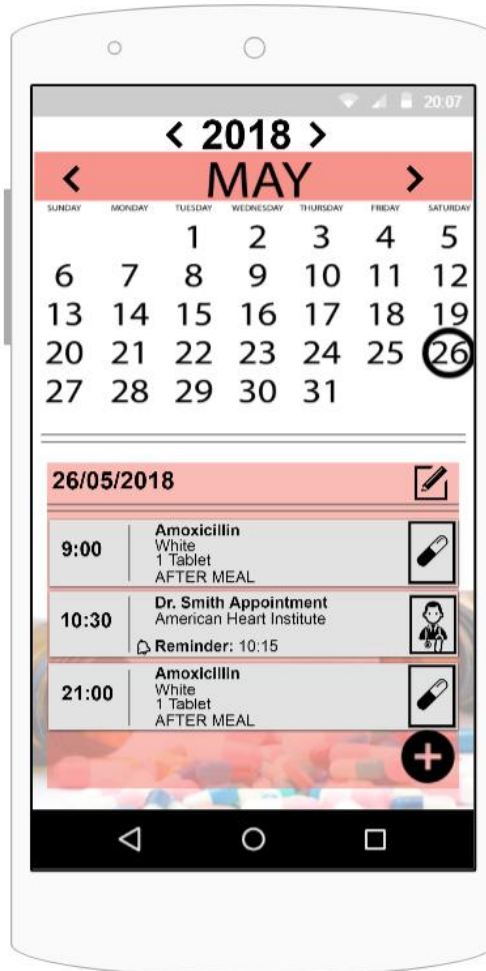 20:07
< 2018 >
< MAY >
SUNDAY MONDAY TUESDAY WEDNESDAY THURSDAY FRIDAY SATURDAY
1 2 3 4 5
6 7 8 9 10 11 12
13 14 15 16 17 18 19
20 21 22 23 24 25 26
27 28 29 30 31
26/05/2018
9:00
Amoxicillin
White
1 Tablet
AFTER MEAL
10:30
Dr. Smith Appointment
American Heart Institute
Reminder: 10:15
21:00
Amoxicillin
White
1 Tablet
AFTER MEAL